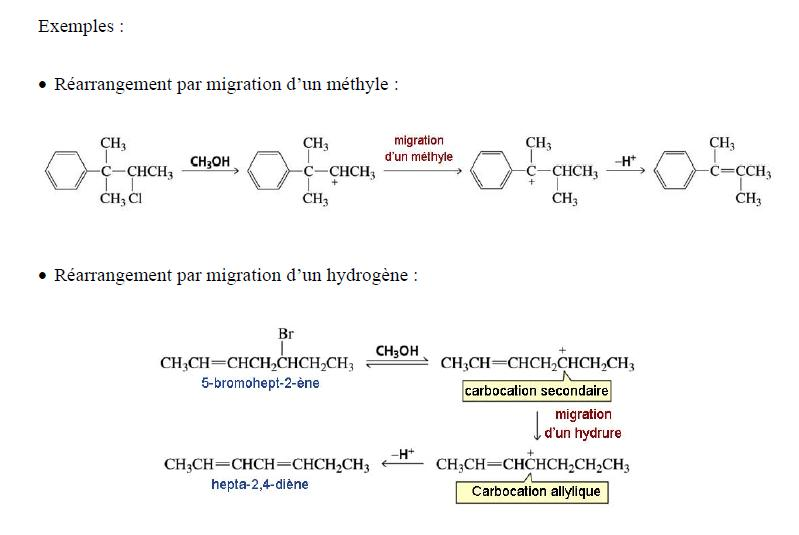 Exemples :
• Réarrangement par migration d'un méthyle :
CH₃ CH₃ migration d'un méthyle CH₃ CH₃
C—CHCH₃ CH₃OH C—CHCH₃ + C—CHCH₃ + –H⁺ C=CCH₃
CH₃ Cl CH₃ CH₃ CH₃
• Réarrangement par migration d'un hydrogène :
Br
CH₃CH=CHCH₂CHCH₂CH₃ CH₃OH CH₃CH=CHCH₂CHCH₂CH₃ +
5-bromohept-2-ène
carbocation secondaire
migration
d'un hydrure
CH₃CH=CHCH=CHCH₂CH₃ –H⁺ CH₃CH=CHCHCH₂CH₂CH₃ +
hepta-2,4-diène
Carbocation allylique